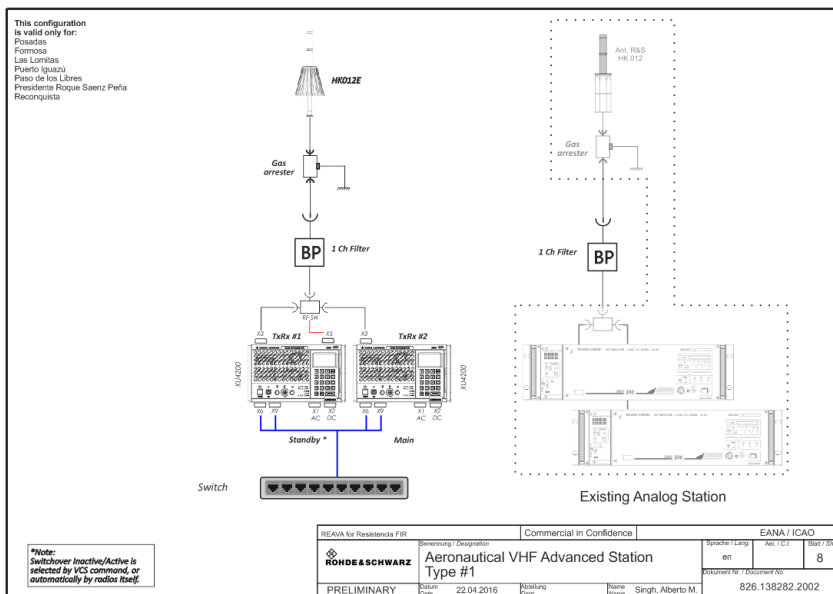 This configuration
is valid only for:
Posadas
Formosa
Las Lomitas
Puerto Iguazú
Paso de los Libres
Presidente Roque Saenz Peña
Reconquista
HK012E
Ant. R&S
HK 012
Gas
arrester
Gas
arrester
BP
1 Ch Filter
1 Ch Filter
BP
RF-SW
X3
X5
X3
TxRx #1
TxRx #2
XU4200
XU4200
X6 X9 X1 X2 X6 X9 X1 X2
AC DC AC DC
Standby *
Main
Switch
Existing Analog Station
*Note:
Switchover Inactive/Active is
selected by VCS command, or
automatically by radios itself.
REAVA for Resistencia FIR
Commercial in Confidence
EANA / ICAO
ROHDE&SCHWARZ
Benennung / Designation
Aeronautical VHF Advanced Station
Type #1
Sprache / Lang.
en
Aei. / C.I.
8
Dokument Nr. / Document No.
826.138282.2002
PRELIMINARY
Datum
22.04.2016
Abteilung
Name
Singh, Alberto M.